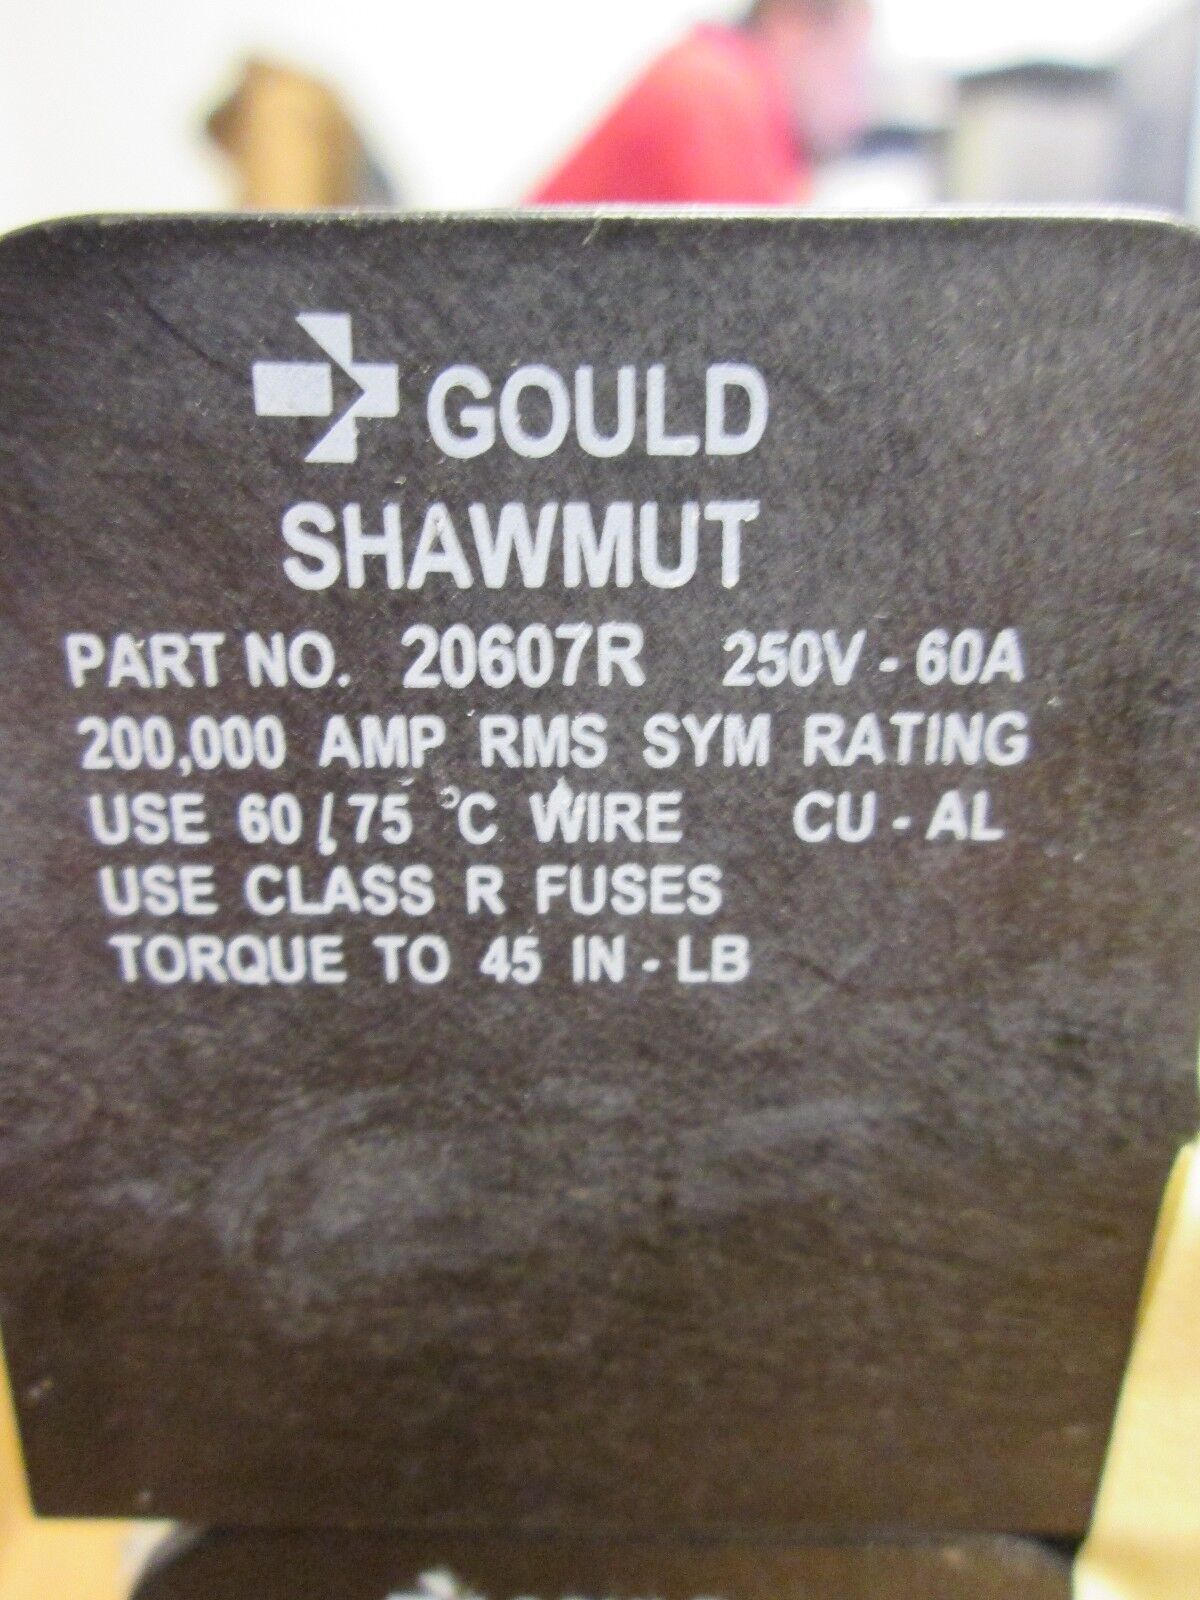 GOULD
SHAWMUT
PART NO. 20607R 250V - 60A
200,000 AMP RMS SYM RATING
USE 60 / 75 °C WIRE CU - AL
USE CLASS R FUSES
TORQUE TO 45 IN - LB